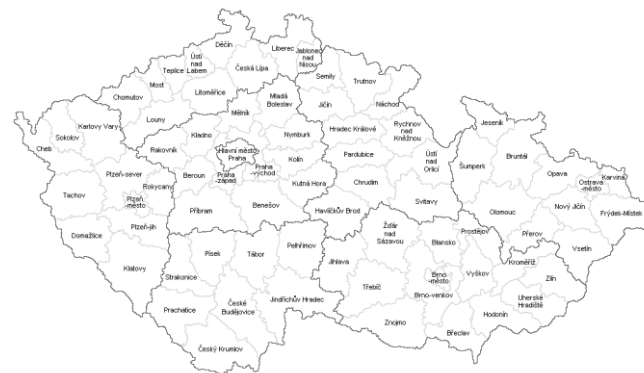 Děčín
Liberec
Jablonec
nad
Nisou
Ústí
nad
Labem
Teplice
Česká Lípa
Semily
Trutnov
Most
Chomutov
Litoměřice
Mladá
Boleslav
Jičín
Náchod
Louny
Mělník
Karlovy Vary
Sokolov
Cheb
Kladno
Nymburk
Hradec Králové
Rychnov
nad
Kněžnou
Jeseník
Rakovník
Hlavní město
Praha
Kolín
Pardubice
Ústí
nad
Orlicí
Šumperk
Bruntál
Plzeň-sever
Beroun
Praha
-západ
Praha
-východ
Opava
Karviná
Ostrava
-město
Rokycany
Kutná Hora
Chrudim
Tachov
Plzeň
-město
Příbram
Benešov
Havlíčkův Brod
Svitavy
Olomouc
Nový Jičín
Frýdek-Místek
Plzeň-jih
Domažlice
Žďár
nad
Sázavou
Prostějov
Přerov
Vsetín
Klatovy
Písek
Tábor
Pelhřimov
Jihlava
Blansko
Kroměříž
Strakonice
Třebíč
Brno
-město
Vyškov
Zlín
Prachatice
České
Budějovice
Jindřichův Hradec
Brno-venkov
Uherské
Hradiště
Znojmo
Hodonín
Břeclav
Český Krumlov